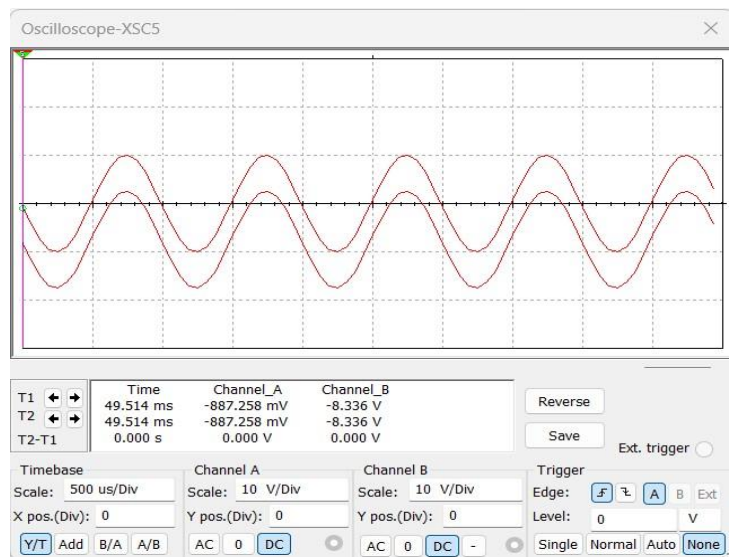 Oscilloscope-XSC5
Time Channel_A Channel_B
T1 49.514 ms -887.258 mV -8.336 V
T2 49.514 ms -887.258 mV -8.336 V
T2-T1 0.000 s 0.000 V 0.000 V
Reverse
Save
Ext. trigger
Timebase
Scale: 500 us/Div
X pos.(Div): 0
Y/T Add B/A A/B
Channel A
Scale: 10 V/Div
Y pos.(Div): 0
AC 0 DC
Channel B
Scale: 10 V/Div
Y pos.(Div): 0
AC 0 DC -
Trigger
Edge: A B Ext
Level: 0 V
Single Normal Auto None